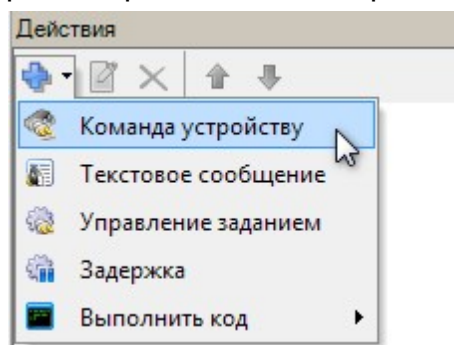 Действия
Команда устройству
Текстовое сообщение
Управление заданием
Задержка
Выполнить код